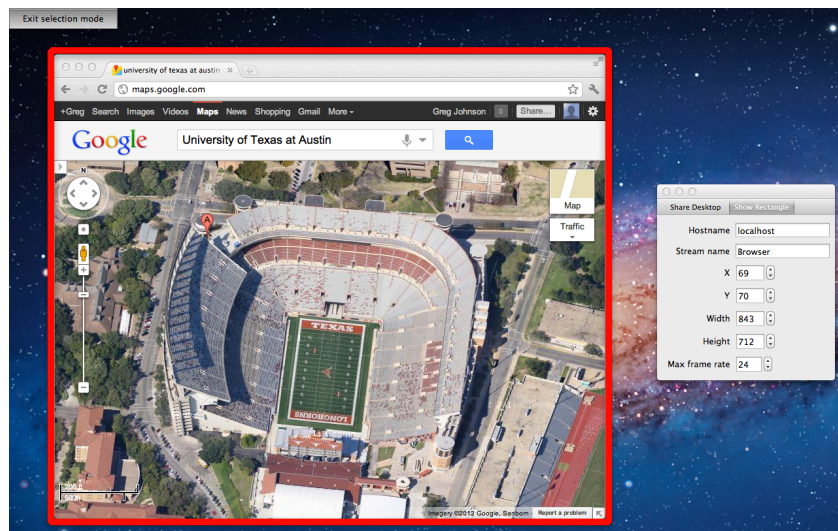 Exit selection mode
university of texas at austin
maps.google.com
+Greg Search Images Videos Maps News Shopping Gmail More Greg Johnson 0 Share...
Google University of Texas at Austin
N
A
Map
Traffic
TEXAS
LONGHORNS
200 ft
Imagery ©2012 Google, Sanborn - Report a problem
Share Desktop Show Rectangle
Hostname localhost
Stream name Browser
X 69
Y 70
Width 843
Height 712
Max frame rate 24